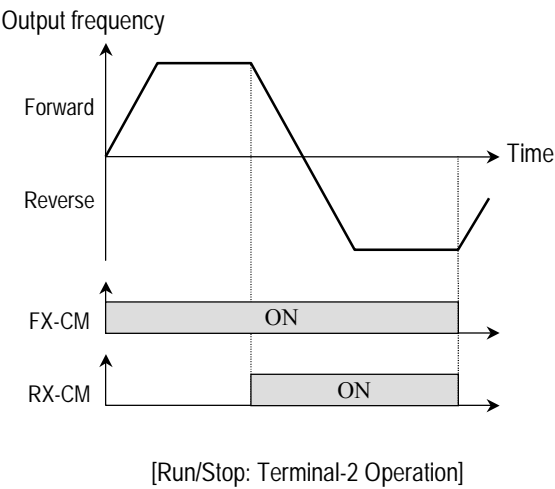 Output frequency
Forward
Time
Reverse
FX-CM
ON
RX-CM
ON
[Run/Stop: Terminal-2 Operation]